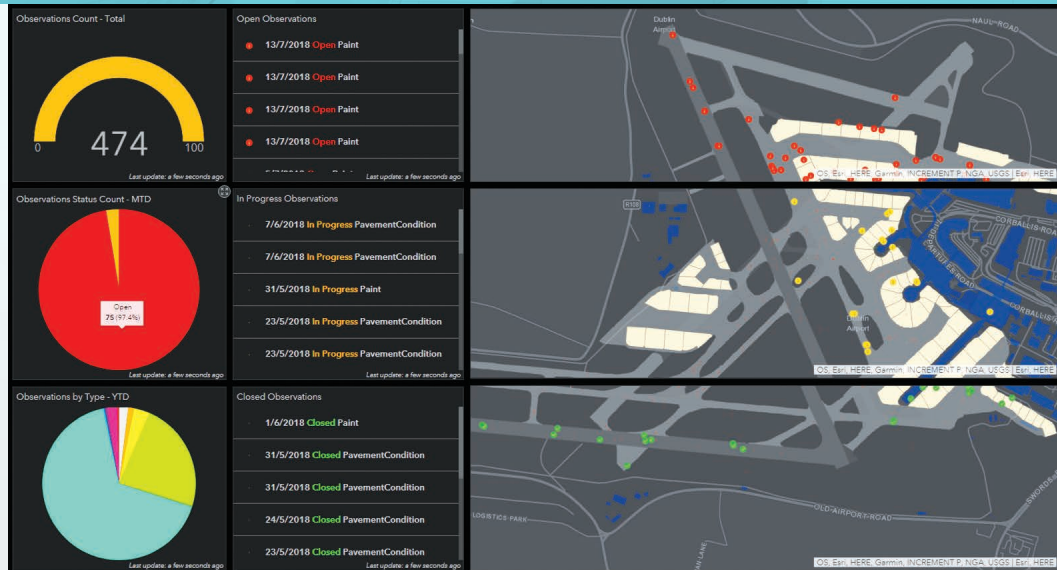 Observations Count - Total
474
0
100
Last update: a few seconds ago
Open Observations
13/7/2018 Open Paint
13/7/2018 Open Paint
13/7/2018 Open Paint
13/7/2018 Open Paint
Last update: a few seconds ago
Dublin
Airport
NAUL-ROAD
OS, Esri, HERE, Garmin, INCREMENT P, NGA, USGS | Esri, HERE
Observations Status Count - MTD
Open
75 (97.4%)
Last update: a few seconds ago
In Progress Observations
7/6/2018 In Progress PavementCondition
7/6/2018 In Progress PavementCondition
31/5/2018 In Progress Paint
23/5/2018 In Progress PavementCondition
23/5/2018 In Progress PavementCondition
Last update: a few seconds ago
R108
CORBALLIS-ROAD
CORBALLIS
Dublin
Airport
OS, Esri, HERE, Garmin, INCREMENT P, NGA, USGS | Esri, HERE
Observations by Type - YTD
Last update: a few seconds ago
Closed Observations
1/6/2018 Closed Paint
31/5/2018 Closed PavementCondition
31/5/2018 Closed PavementCondition
24/5/2018 Closed PavementCondition
23/5/2018 Closed PavementCondition
Last update: a few seconds ago
LOGISTICS-PARK
OLD-AIRPORT-ROAD
SWORDS
OS, Esri, HERE, Garmin, INCREMENT P, NGA, USGS | Esri, HERE